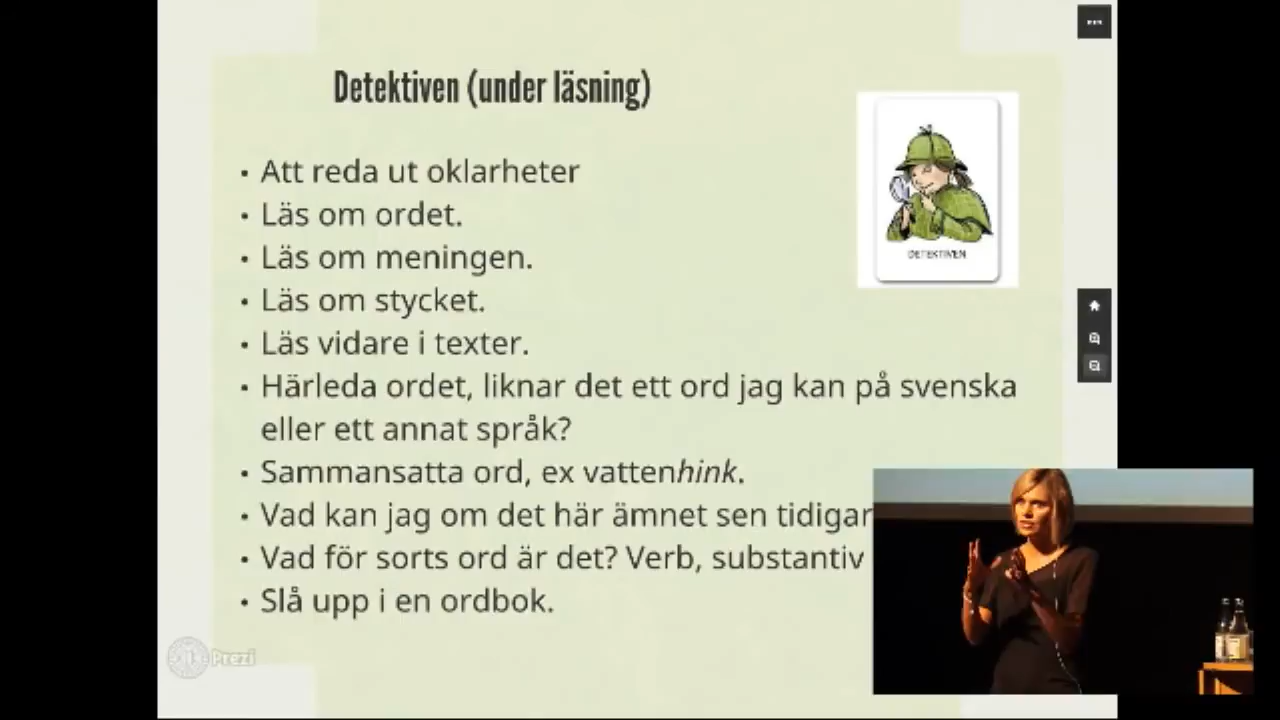 Detektiven (under läsning)
• Att reda ut oklarheter
• Läs om ordet.
• Läs om meningen.
• Läs om stycket.
• Läs vidare i texter.
• Härleda ordet, liknar det ett ord jag kan på svenska
eller ett annat språk?
• Sammansatta ord, ex vattenhink.
• Vad kan jag om det här ämnet sen tidigar
• Vad för sorts ord är det? Verb, substantiv
• Slå upp i en ordbok.
DETEKTIVEN
Prezi